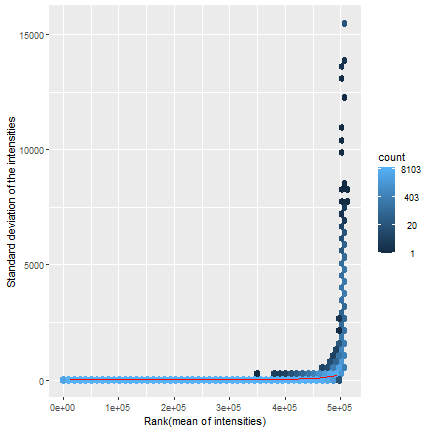 15000
10000
5000
0
Standard deviation of the intensities
0e+00 1e+05 2e+05 3e+05 4e+05 5e+05
Rank(mean of intensities)
count
8103
403
20
1